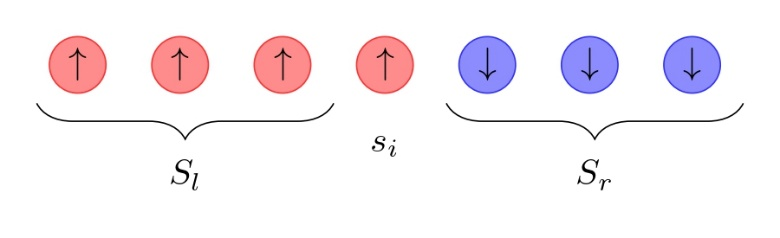 ↑ ↑ ↑ ↑ ↓ ↓ ↓
s_i
S_l S_r